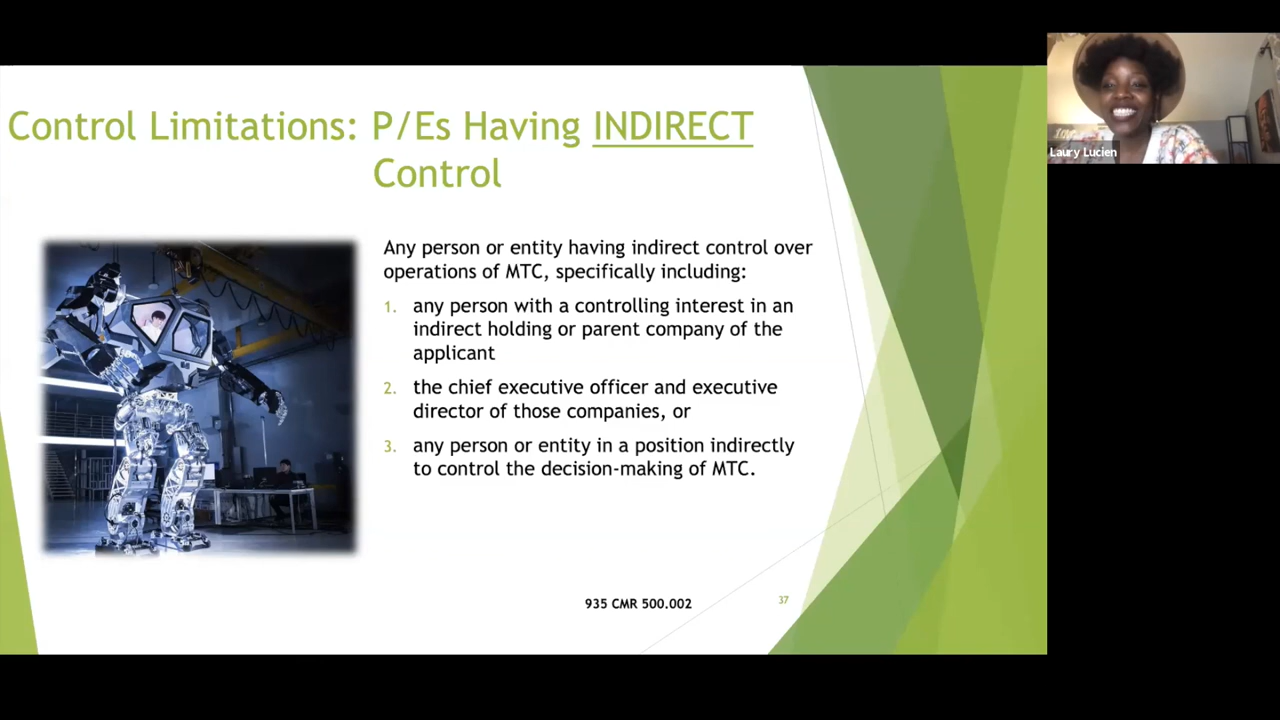 Control Limitations: P/Es Having INDIRECT
Control
Any person or entity having indirect control over
operations of MTC, specifically including:
1. any person with a controlling interest in an
indirect holding or parent company of the
applicant
2. the chief executive officer and executive
director of those companies, or
3. any person or entity in a position indirectly
to control the decision-making of MTC.
935 CMR 500.002
37
Laury Lucien